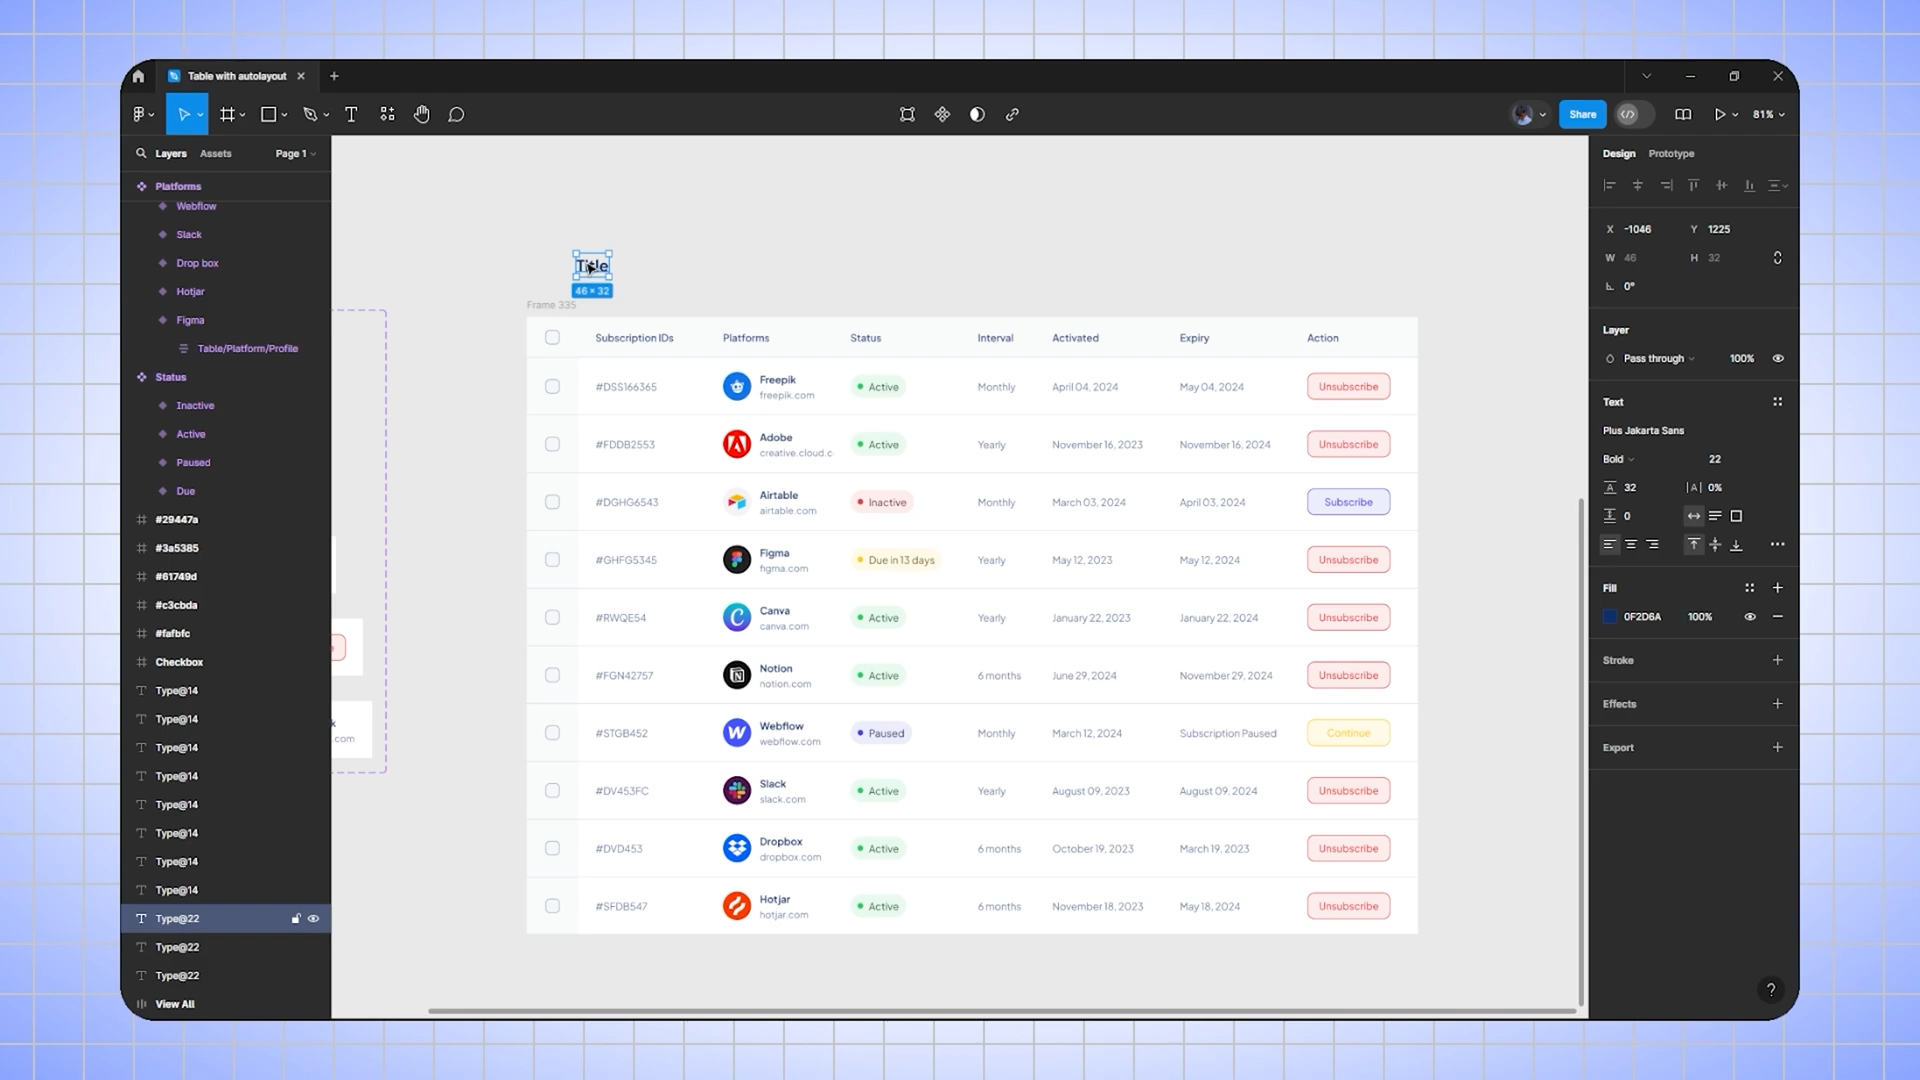 Table with autolayout
Share
81%
Layers Assets Page 1
Platforms
Webflow
Slack
Drop box
Hotjar
Figma
Table/Platform/Profile
Status
Inactive
Active
Paused
Due
#29447a
#3a5385
#61749d
#c3cbda
#fafbfc
Checkbox
Type@14
Type@14
Type@14
Type@14
Type@14
Type@14
Type@14
Type@14
Type@22
Type@22
Type@22
View All
.com
Title
46 × 32
Frame 335
Subscription IDs Platforms Status Interval Activated Expiry Action
#DSS166365 Freepik freepik.com Active Monthly April 04, 2024 May 04, 2024 Unsubscribe
#FDDB2553 Adobe creative.cloud.c Active Yearly November 16, 2023 November 16, 2024 Unsubscribe
#DGHG6543 Airtable airtable.com Inactive Monthly March 03, 2024 April 03, 2024 Subscribe
#GHFG5345 Figma figma.com Due in 13 days Yearly May 12, 2023 May 12, 2024 Unsubscribe
#RWQE54 Canva canva.com Active Yearly January 22, 2023 January 22, 2024 Unsubscribe
#FGN42757 Notion notion.com Active 6 months June 29, 2024 November 29, 2024 Unsubscribe
#STGB452 Webflow webflow.com Paused Monthly March 12, 2024 Subscription Paused Continue
#DV453FC Slack slack.com Active Yearly August 09, 2023 August 09, 2024 Unsubscribe
#DVD453 Dropbox dropbox.com Active 6 months October 19, 2023 March 19, 2023 Unsubscribe
#SFDB547 Hotjar hotjar.com Active 6 months November 18, 2023 May 18, 2024 Unsubscribe
Design Prototype
X -1046 Y 1225
W 46 H 32
0°
Layer
Pass through 100%
Text
Plus Jakarta Sans
Bold 22
32 0%
0
Fill
0F2D6A 100%
Stroke
Effects
Export
?